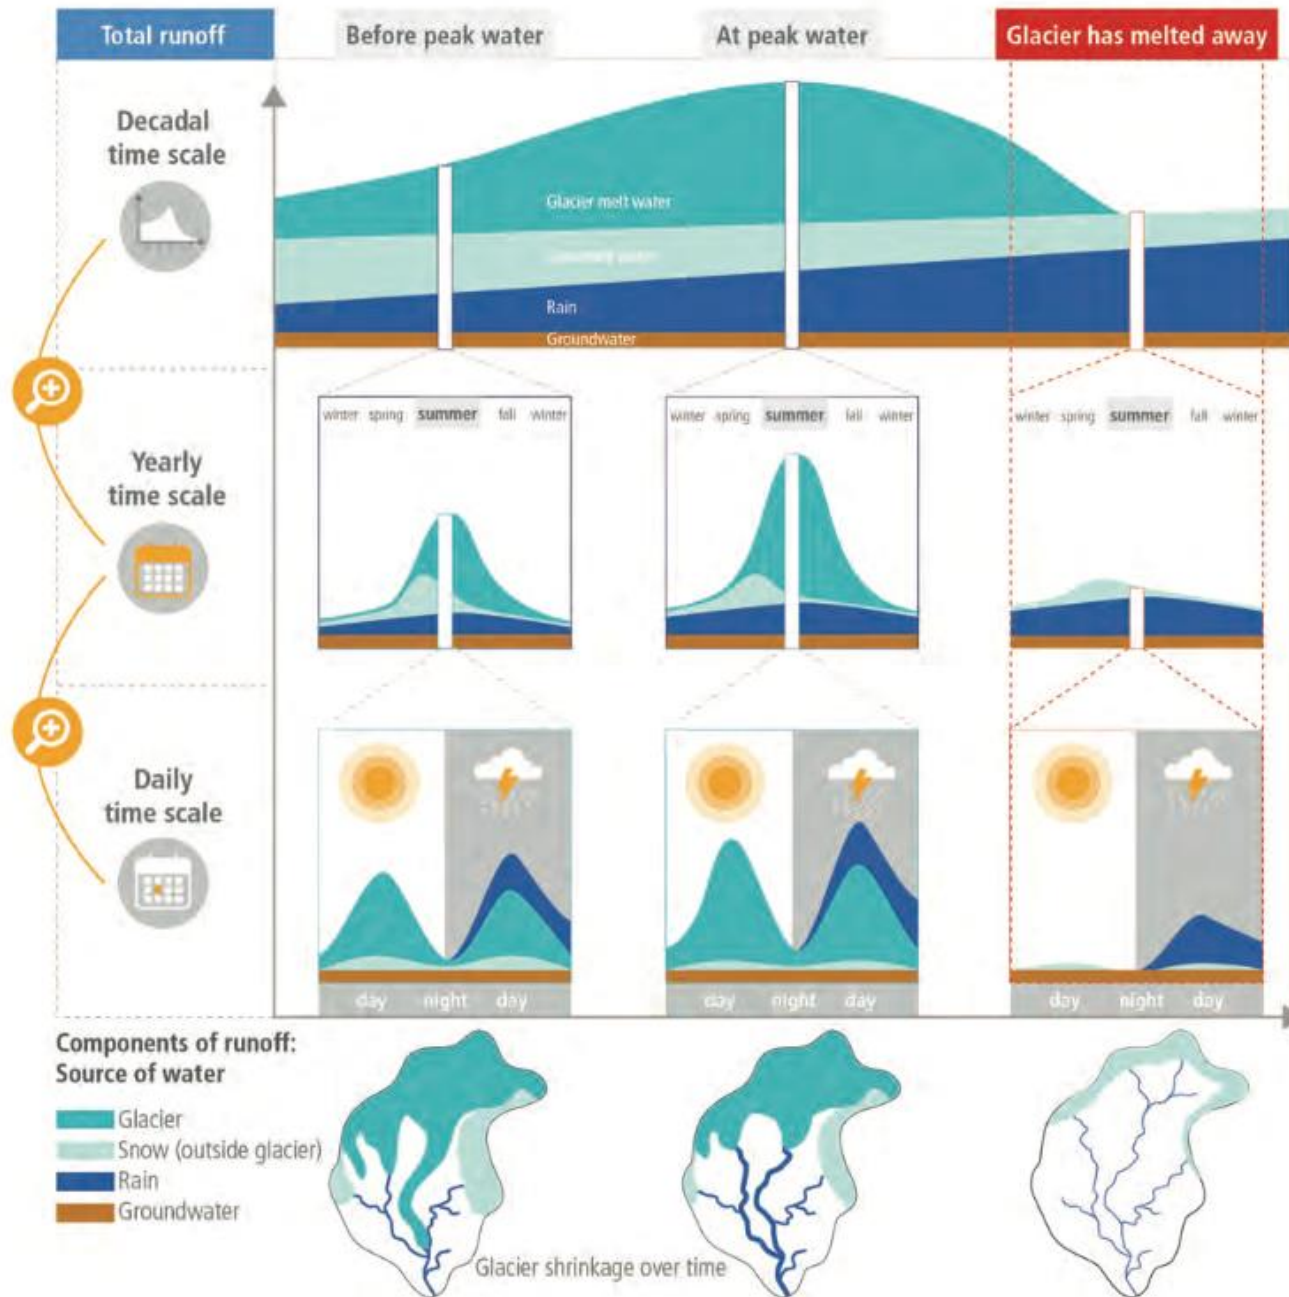 Total runoff
Before peak water
At peak water
Glacier has melted away
Decadal
time scale
Glacier melt water
Rain
Groundwater
winter spring summer fall winter
winter spring summer fall winter
winter spring summer fall winter
Yearly
time scale
Daily
time scale
day night day
day night day
day night day
Components of runoff:
Source of water
Glacier
Snow (outside glacier)
Rain
Groundwater
Glacier shrinkage over time